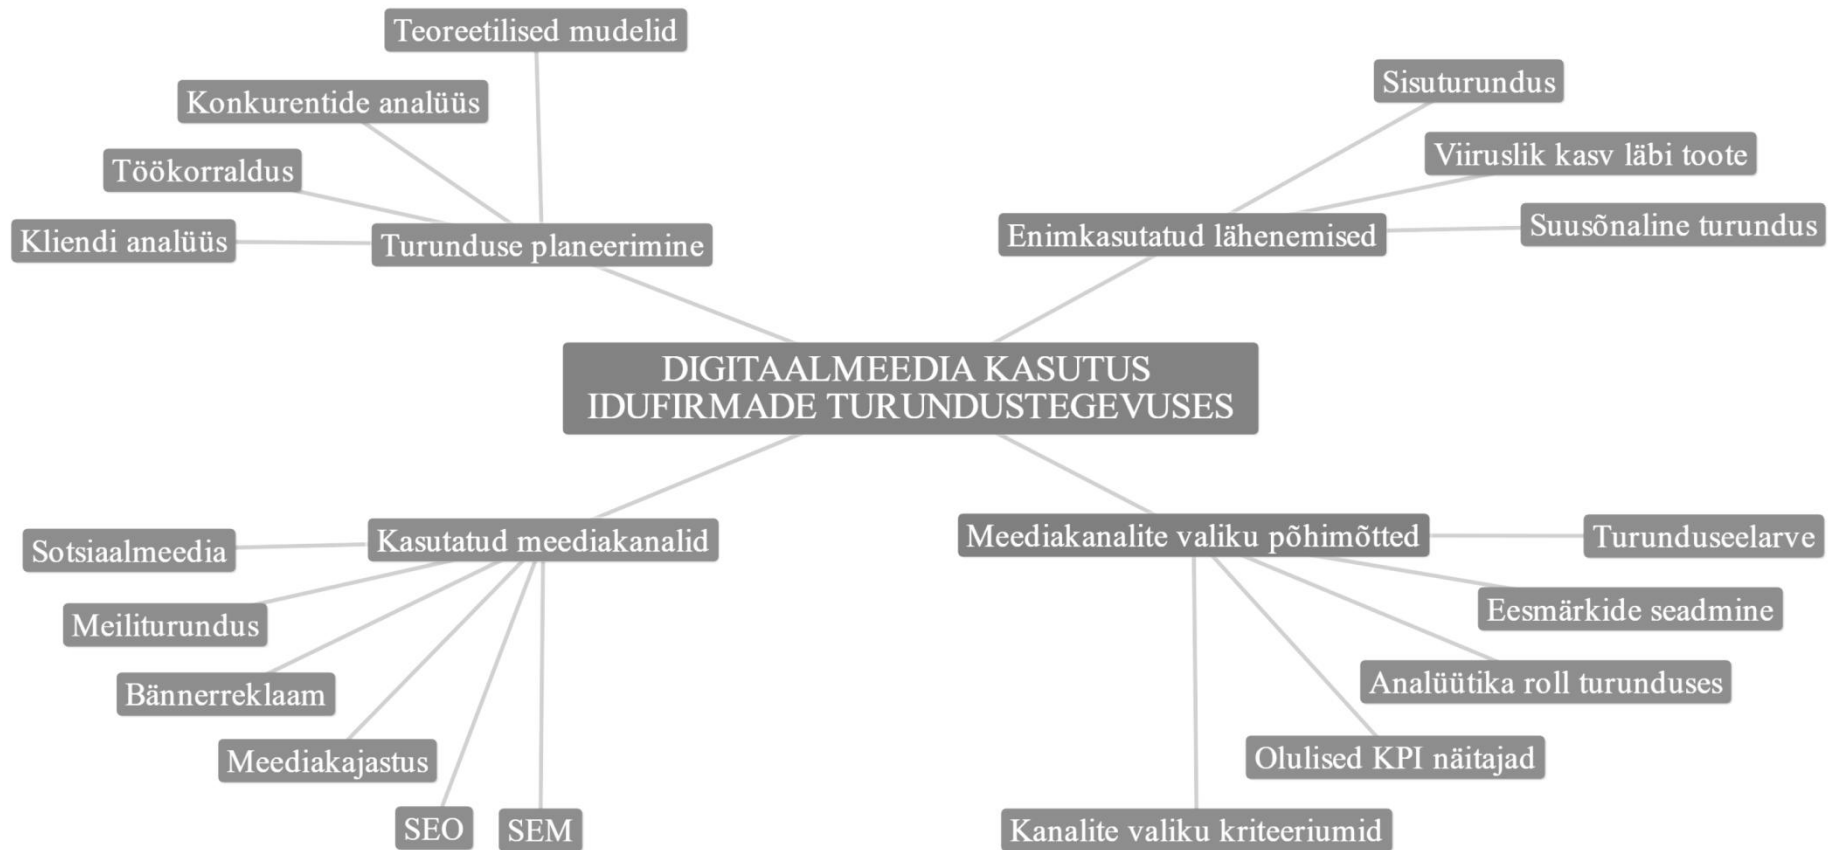 Teoreetilised mudelid
Konkurentide analüüs
Töökorraldus
Kliendi analüüs
Turunduse planeerimine
Sisuturundus
Viiruslik kasv läbi toote
Suusõnaline turundus
Enimkasutatud lähenemised
DIGITAALMEEDIA KASUTUS
IDUFIRMADE TURUNDUSTEGEVUSES
Kasutatud meediakanalid
Sotsiaalmeedia
Meiliturundus
Bännerreklaam
Meediakajastus
SEO
SEM
Meediakanalite valiku põhimõtted
Turunduseelarve
Eesmärkide seadmine
Analüütika roll turunduses
Olulised KPI näitajad
Kanalite valiku kriteeriumid